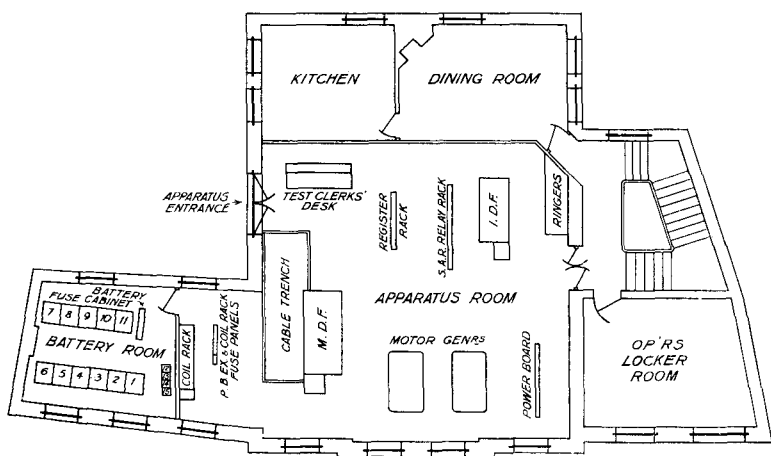 KITCHEN
DINING ROOM
APPARATUS
ENTRANCE
TEST CLERKS'
DESK
REGISTER
RACK
S.A.R. RELAY RACK
I.D.F.
RINGERS
CABLE TRENCH
M.D.F.
APPARATUS ROOM
BATTERY
FUSE CABINET
7 8 9 10 11
BATTERY ROOM
6 5 4 3 2 1
COIL RACK
P.B.EX. & COIL RACK
FUSE PANELS
MOTOR GENRS
POWER BOARD
OP'RS
LOCKER
ROOM